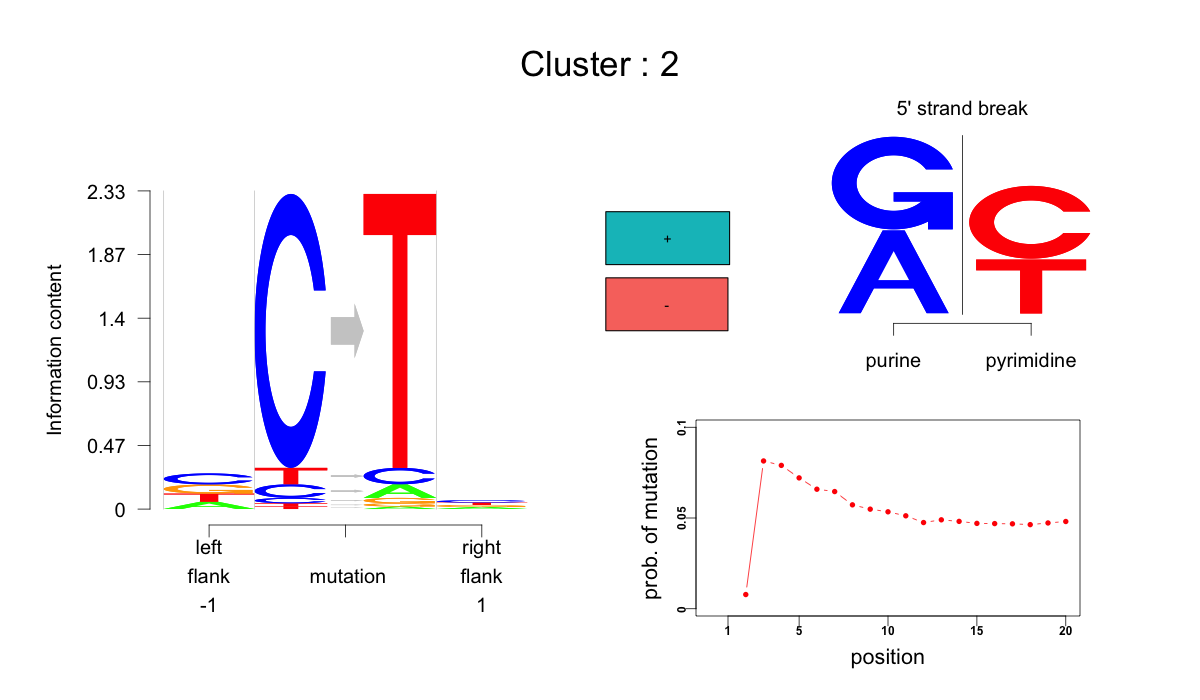 Cluster : 2
Information content
2.33
1.87
1.4
0.93
0.47
0
C T
T C
C A
C G
T C
C
G
T
A
left flank -1
mutation
right flank 1
+
-
5' strand break
G C
A T
purine pyrimidine
prob. of mutation
0.1
0.05
0
1 5 10 15 20
position